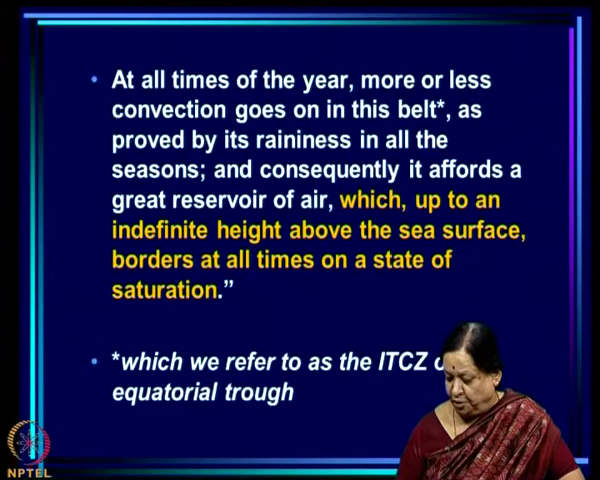 • At all times of the year, more or less
convection goes on in this belt*, as
proved by its raininess in all the
seasons; and consequently it affords a
great reservoir of air, which, up to an
indefinite height above the sea surface,
borders at all times on a state of
saturation.”
• *which we refer to as the ITCZ
equatorial trough
NPTEL